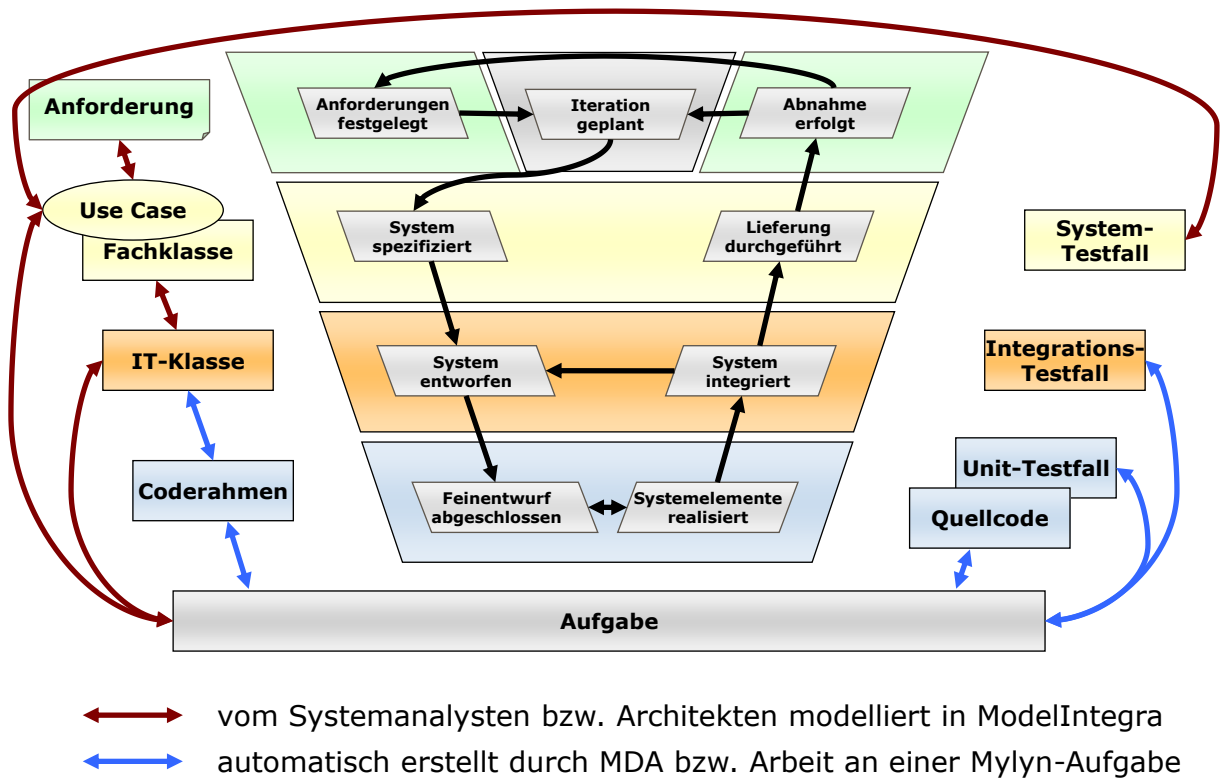 Anforderung
Anforderungen
festgelegt
Iteration
geplant
Abnahme
erfolgt
Use Case
Fachklasse
System
spezifiziert
Lieferung
durchgeführt
System-
Testfall
IT-Klasse
System
entworfen
System
integriert
Integrations-
Testfall
Coderahmen
Feinentwurf
abgeschlossen
Systemelemente
realisiert
Unit-Testfall
Quellcode
Aufgabe
vom Systemanalysten bzw. Architekten modelliert in ModelIntegra
automatisch erstellt durch MDA bzw. Arbeit an einer Mylyn-Aufgabe